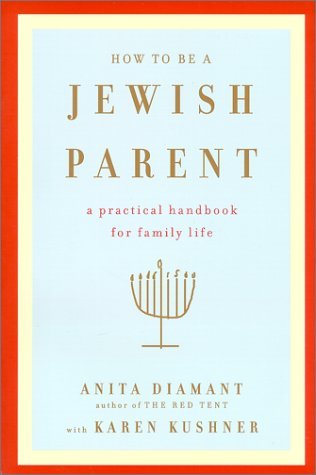 HOW TO BE A
JEWISH
PARENT
a practical handbook
for family life
ANITA DIAMANT
author of THE RED TENT
with KAREN KUSHNER